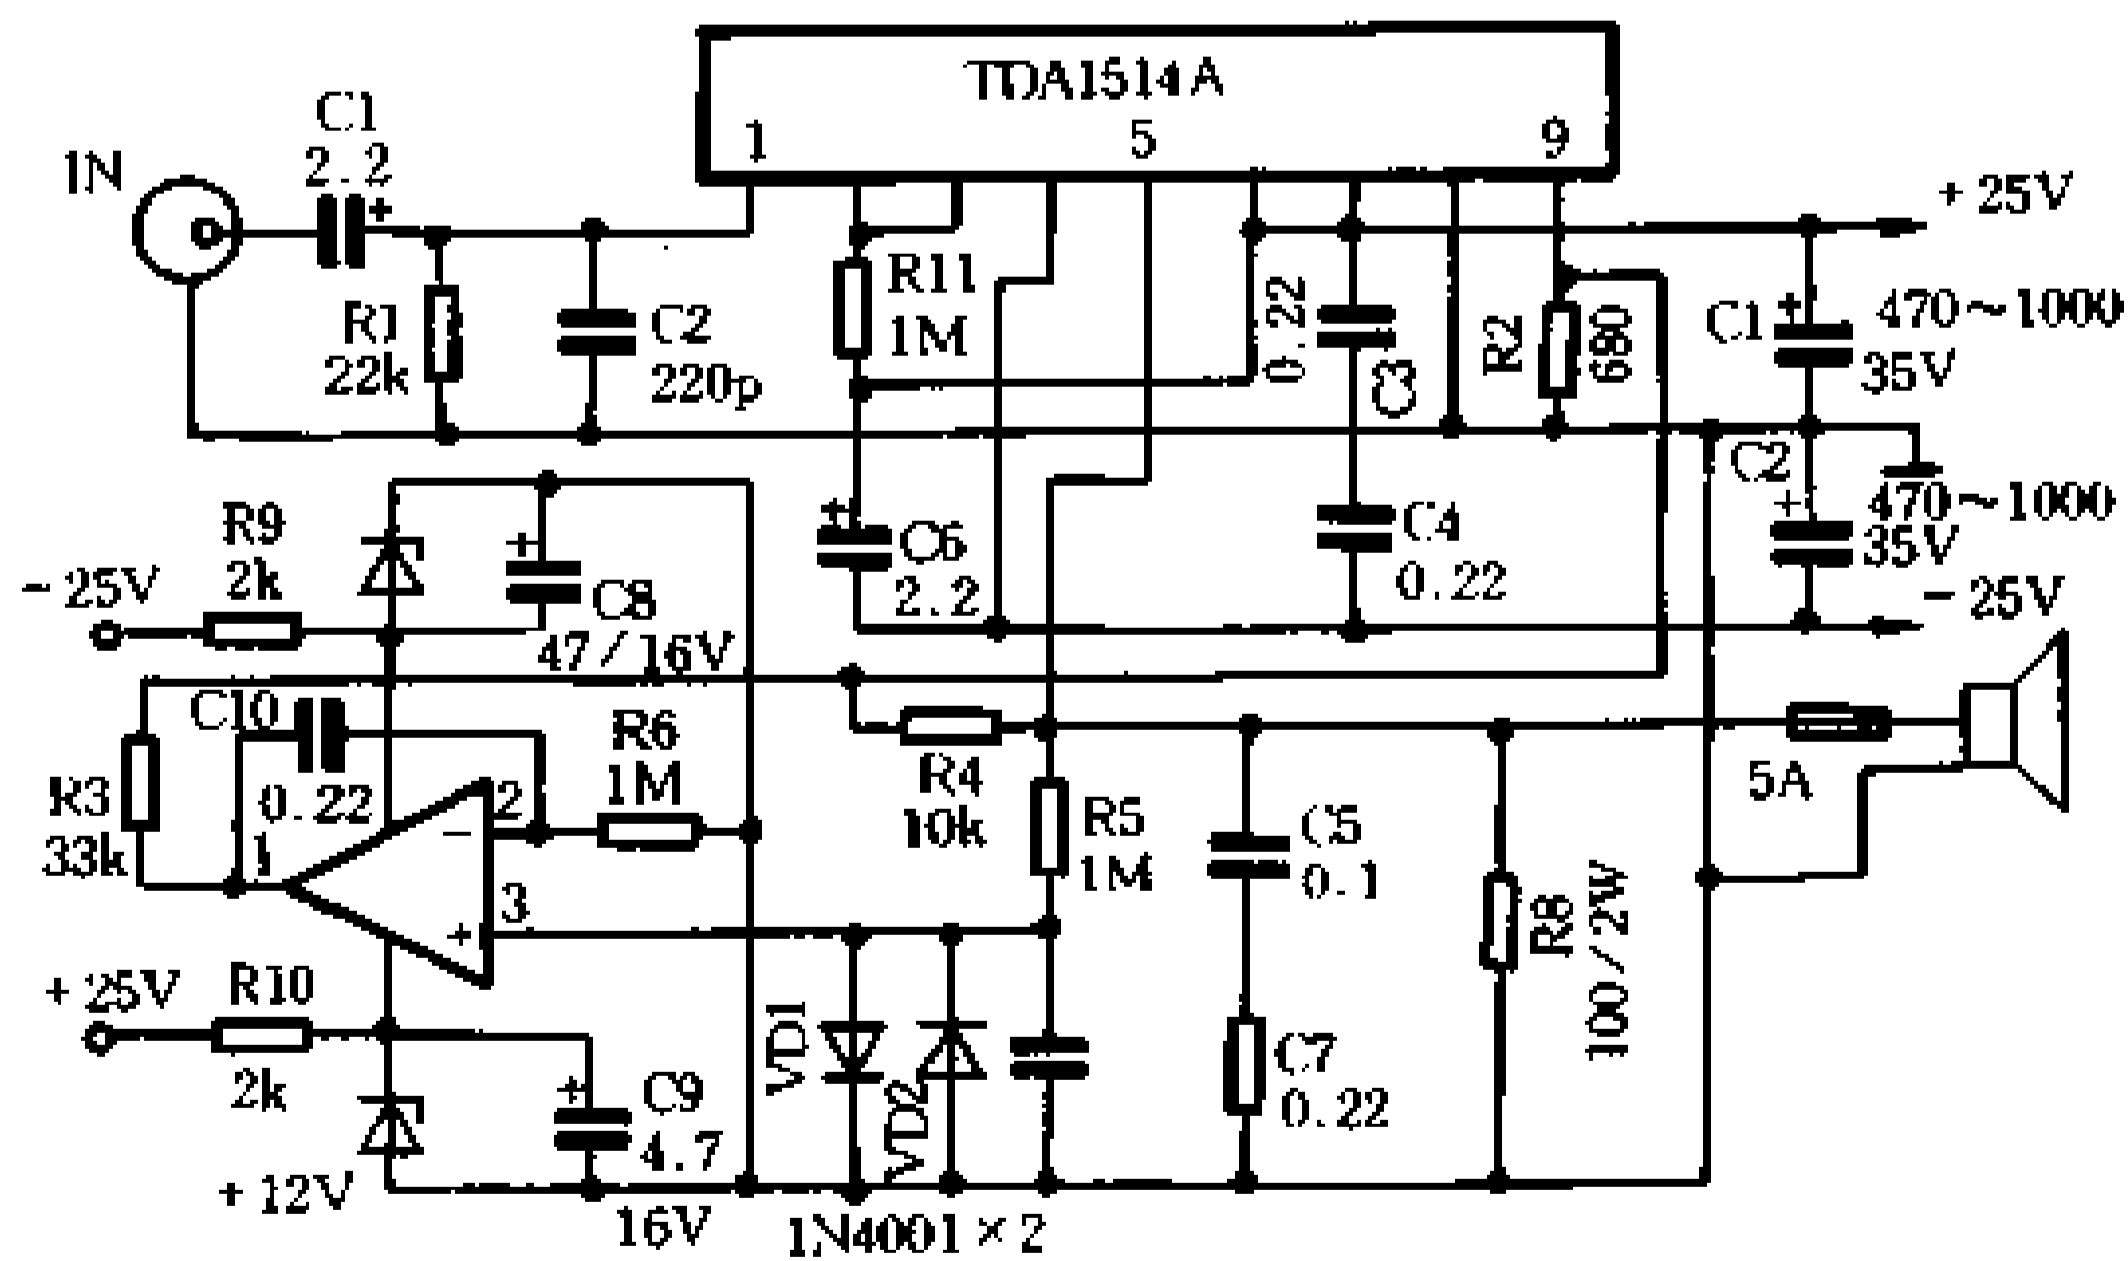 TDA1514A
1
5
9
IN
C1
2.2
+
R1
22k
C2
220p
R11
1M
0.22
C3
R2
680
+25V
C1
+
470~1000
35V
C2
+
470~1000
35V
-25V
R9
2k
-25V
+
C8
47/16V
+
C6
2.2
C4
0.22
C10
0.22
R6
1M
R3
33k
1
2
-
3
+
R4
10k
R5
1M
C5
0.1
5A
R8
100/2W
+25V
R10
2k
+
C9
4.7
16V
+12V
VD1
VD2
1N4001×2
C7
0.22